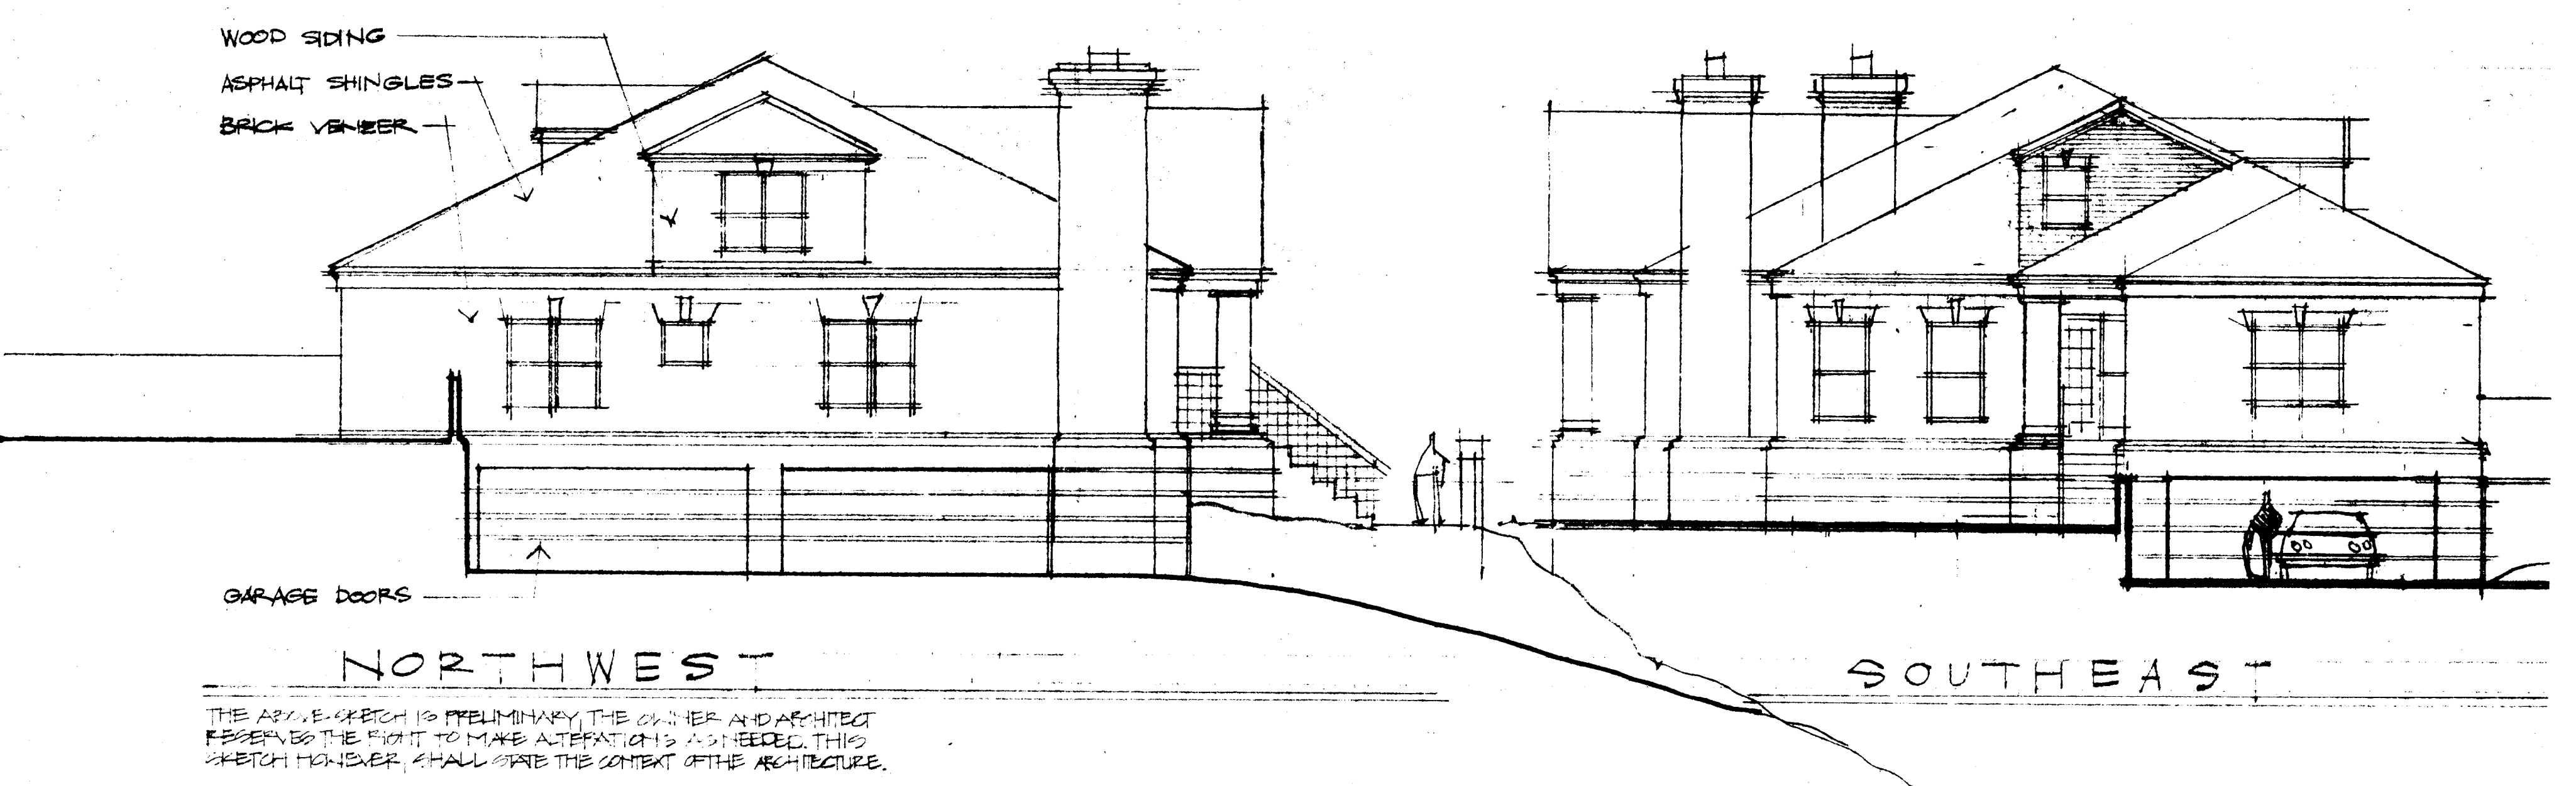 WOOD SIDING
ASPHALT SHINGLES
BRICK VENEER
GARAGE DOORS
NORTHWEST
SOUTHEAST
THE ABOVE SKETCH IS PRELIMINARY, THE OWNER AND ARCHITECT
RESERVES THE RIGHT TO MAKE ALTERATIONS AS NEEDED. THIS
SKETCH HOWEVER, SHALL STATE THE CONTEXT OF THE ARCHITECTURE.